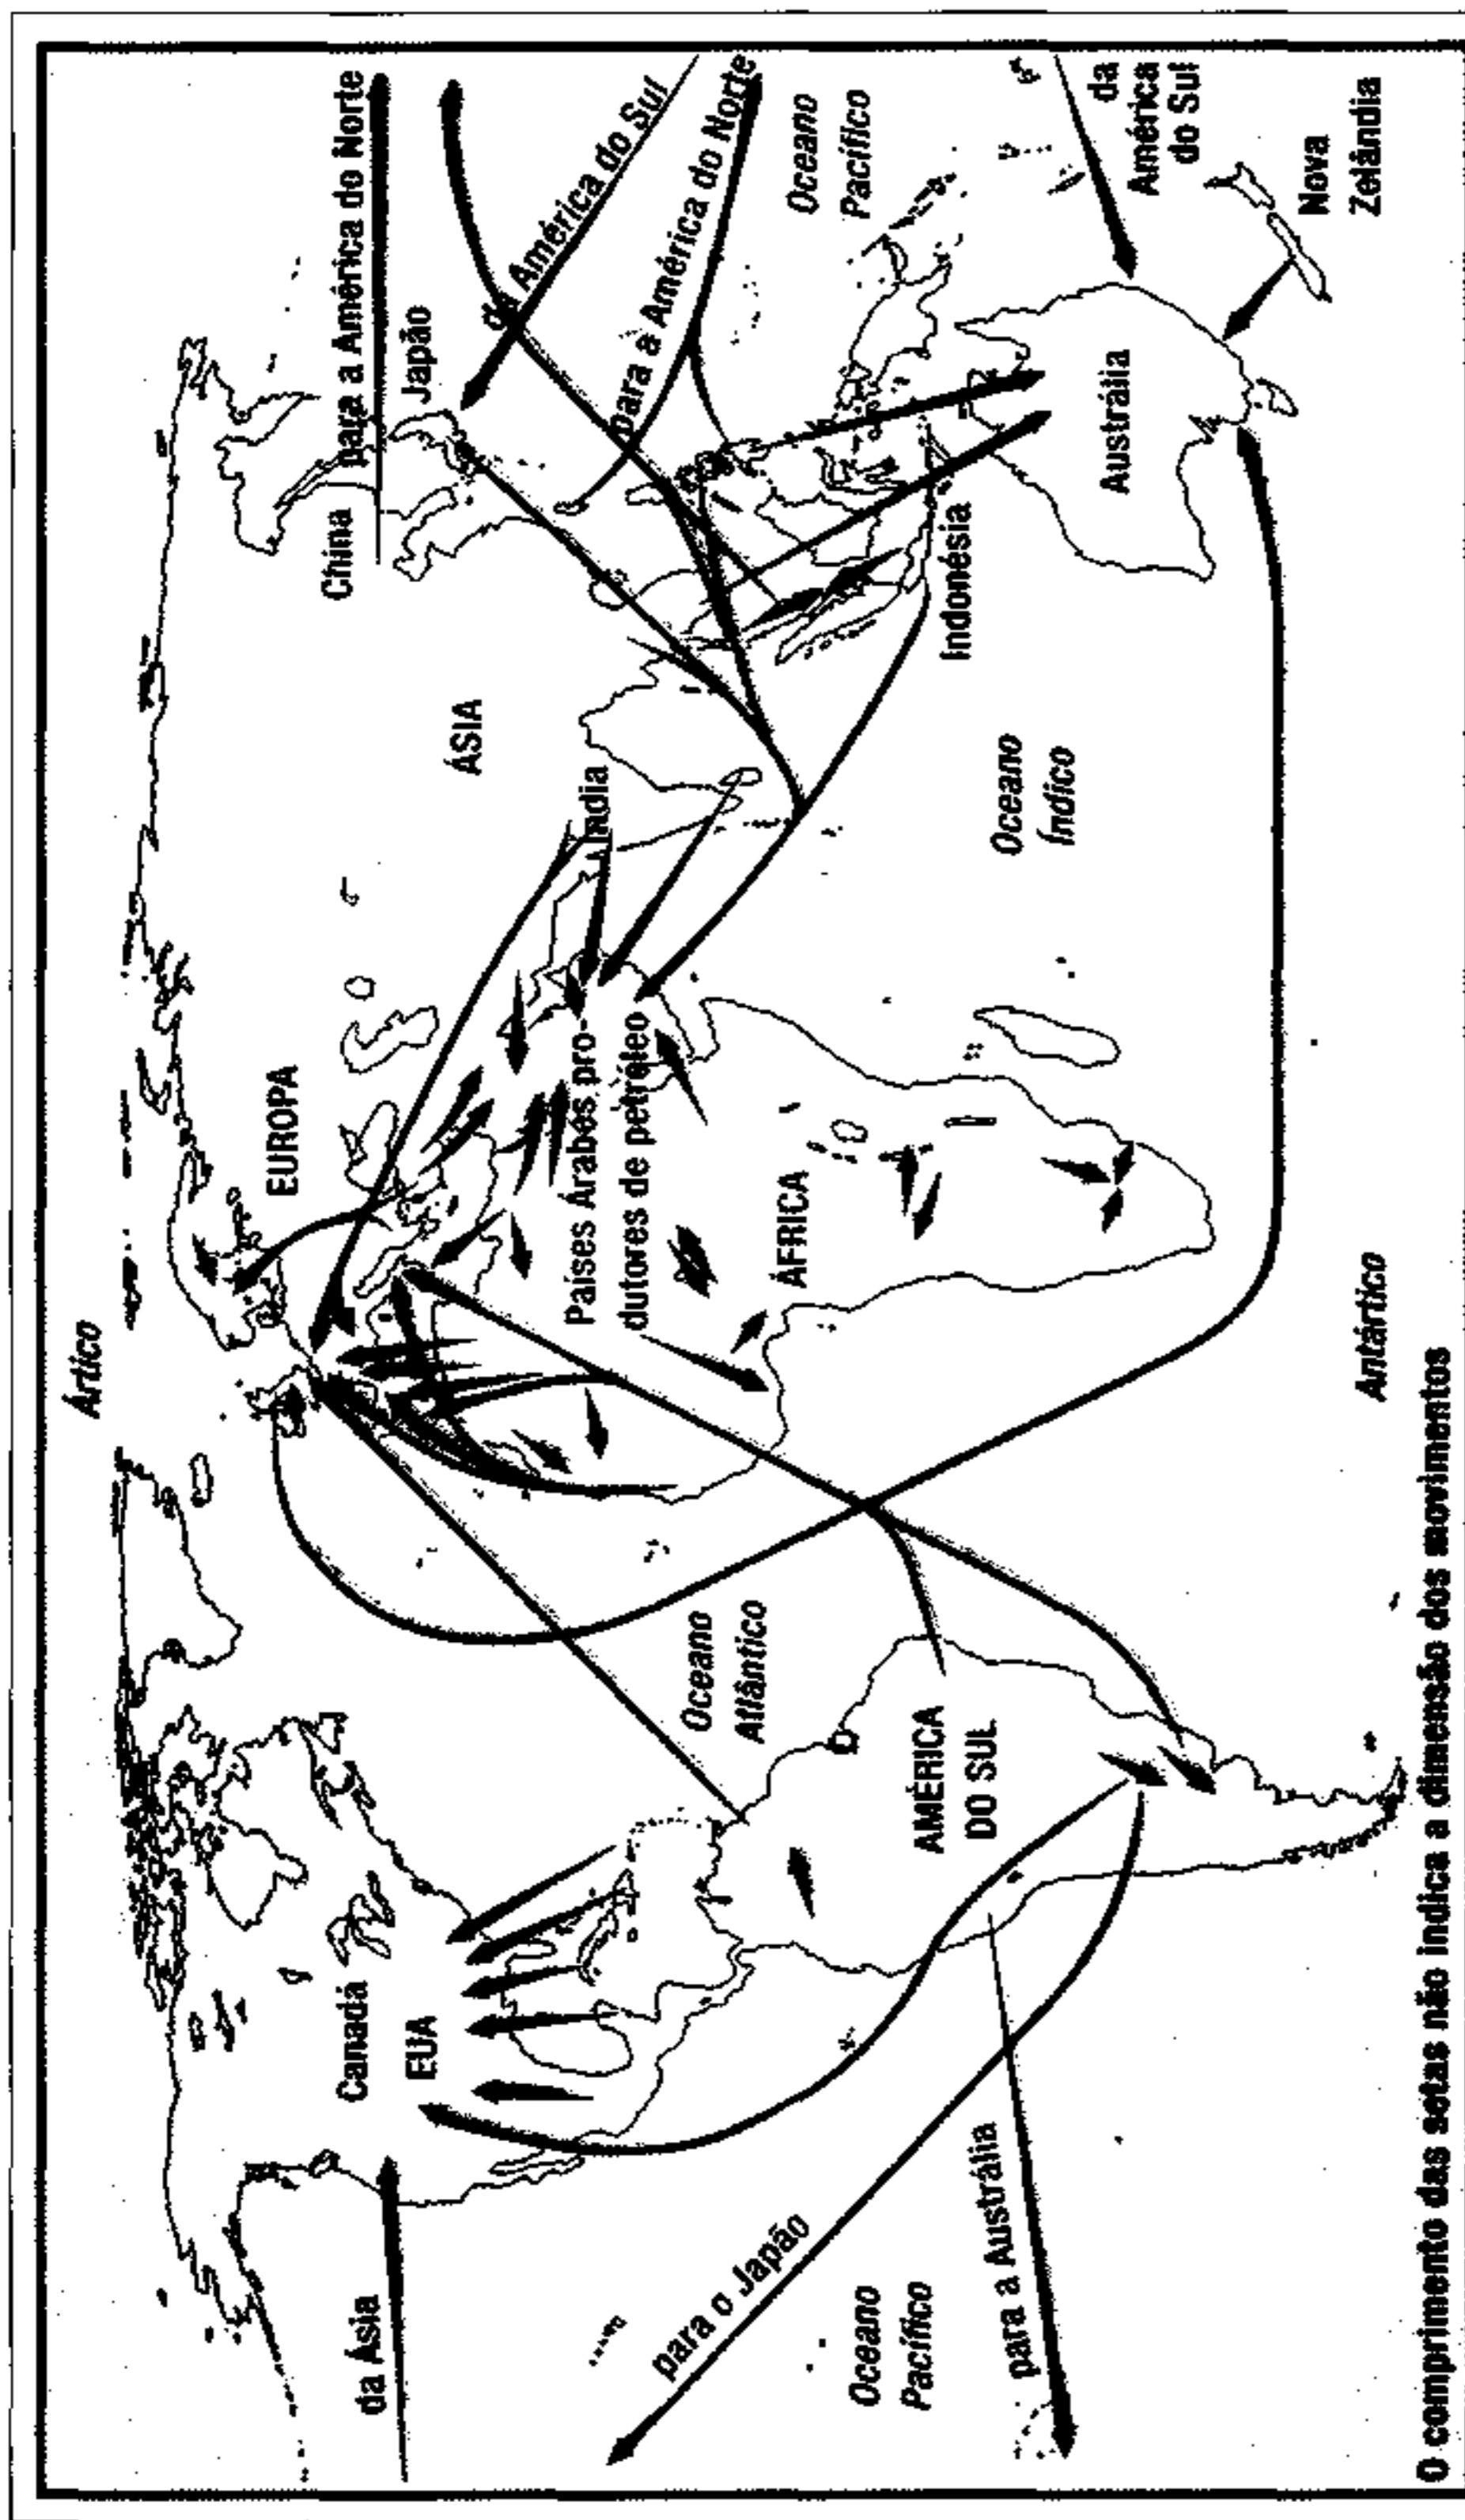 Ártico
EUROPA
ÁSIA
China
para a América do Norte
Japão
da América do Sul
para a América do Norte
Oceano
Pacífico
Canadá
EUA
da Ásia
Índia
Países Árabes pro-
dutores de petróleo
Oceano
Atlântico
ÁFRICA
Indonésia
Oceano
Índico
Austrália
da
América
do Sul
Nova
Zelândia
AMÉRICA
DO SUL
para o Japão
Oceano
Pacífico
para a Austrália
Antártico
O comprimento das setas não indica a dimensão dos movimentos